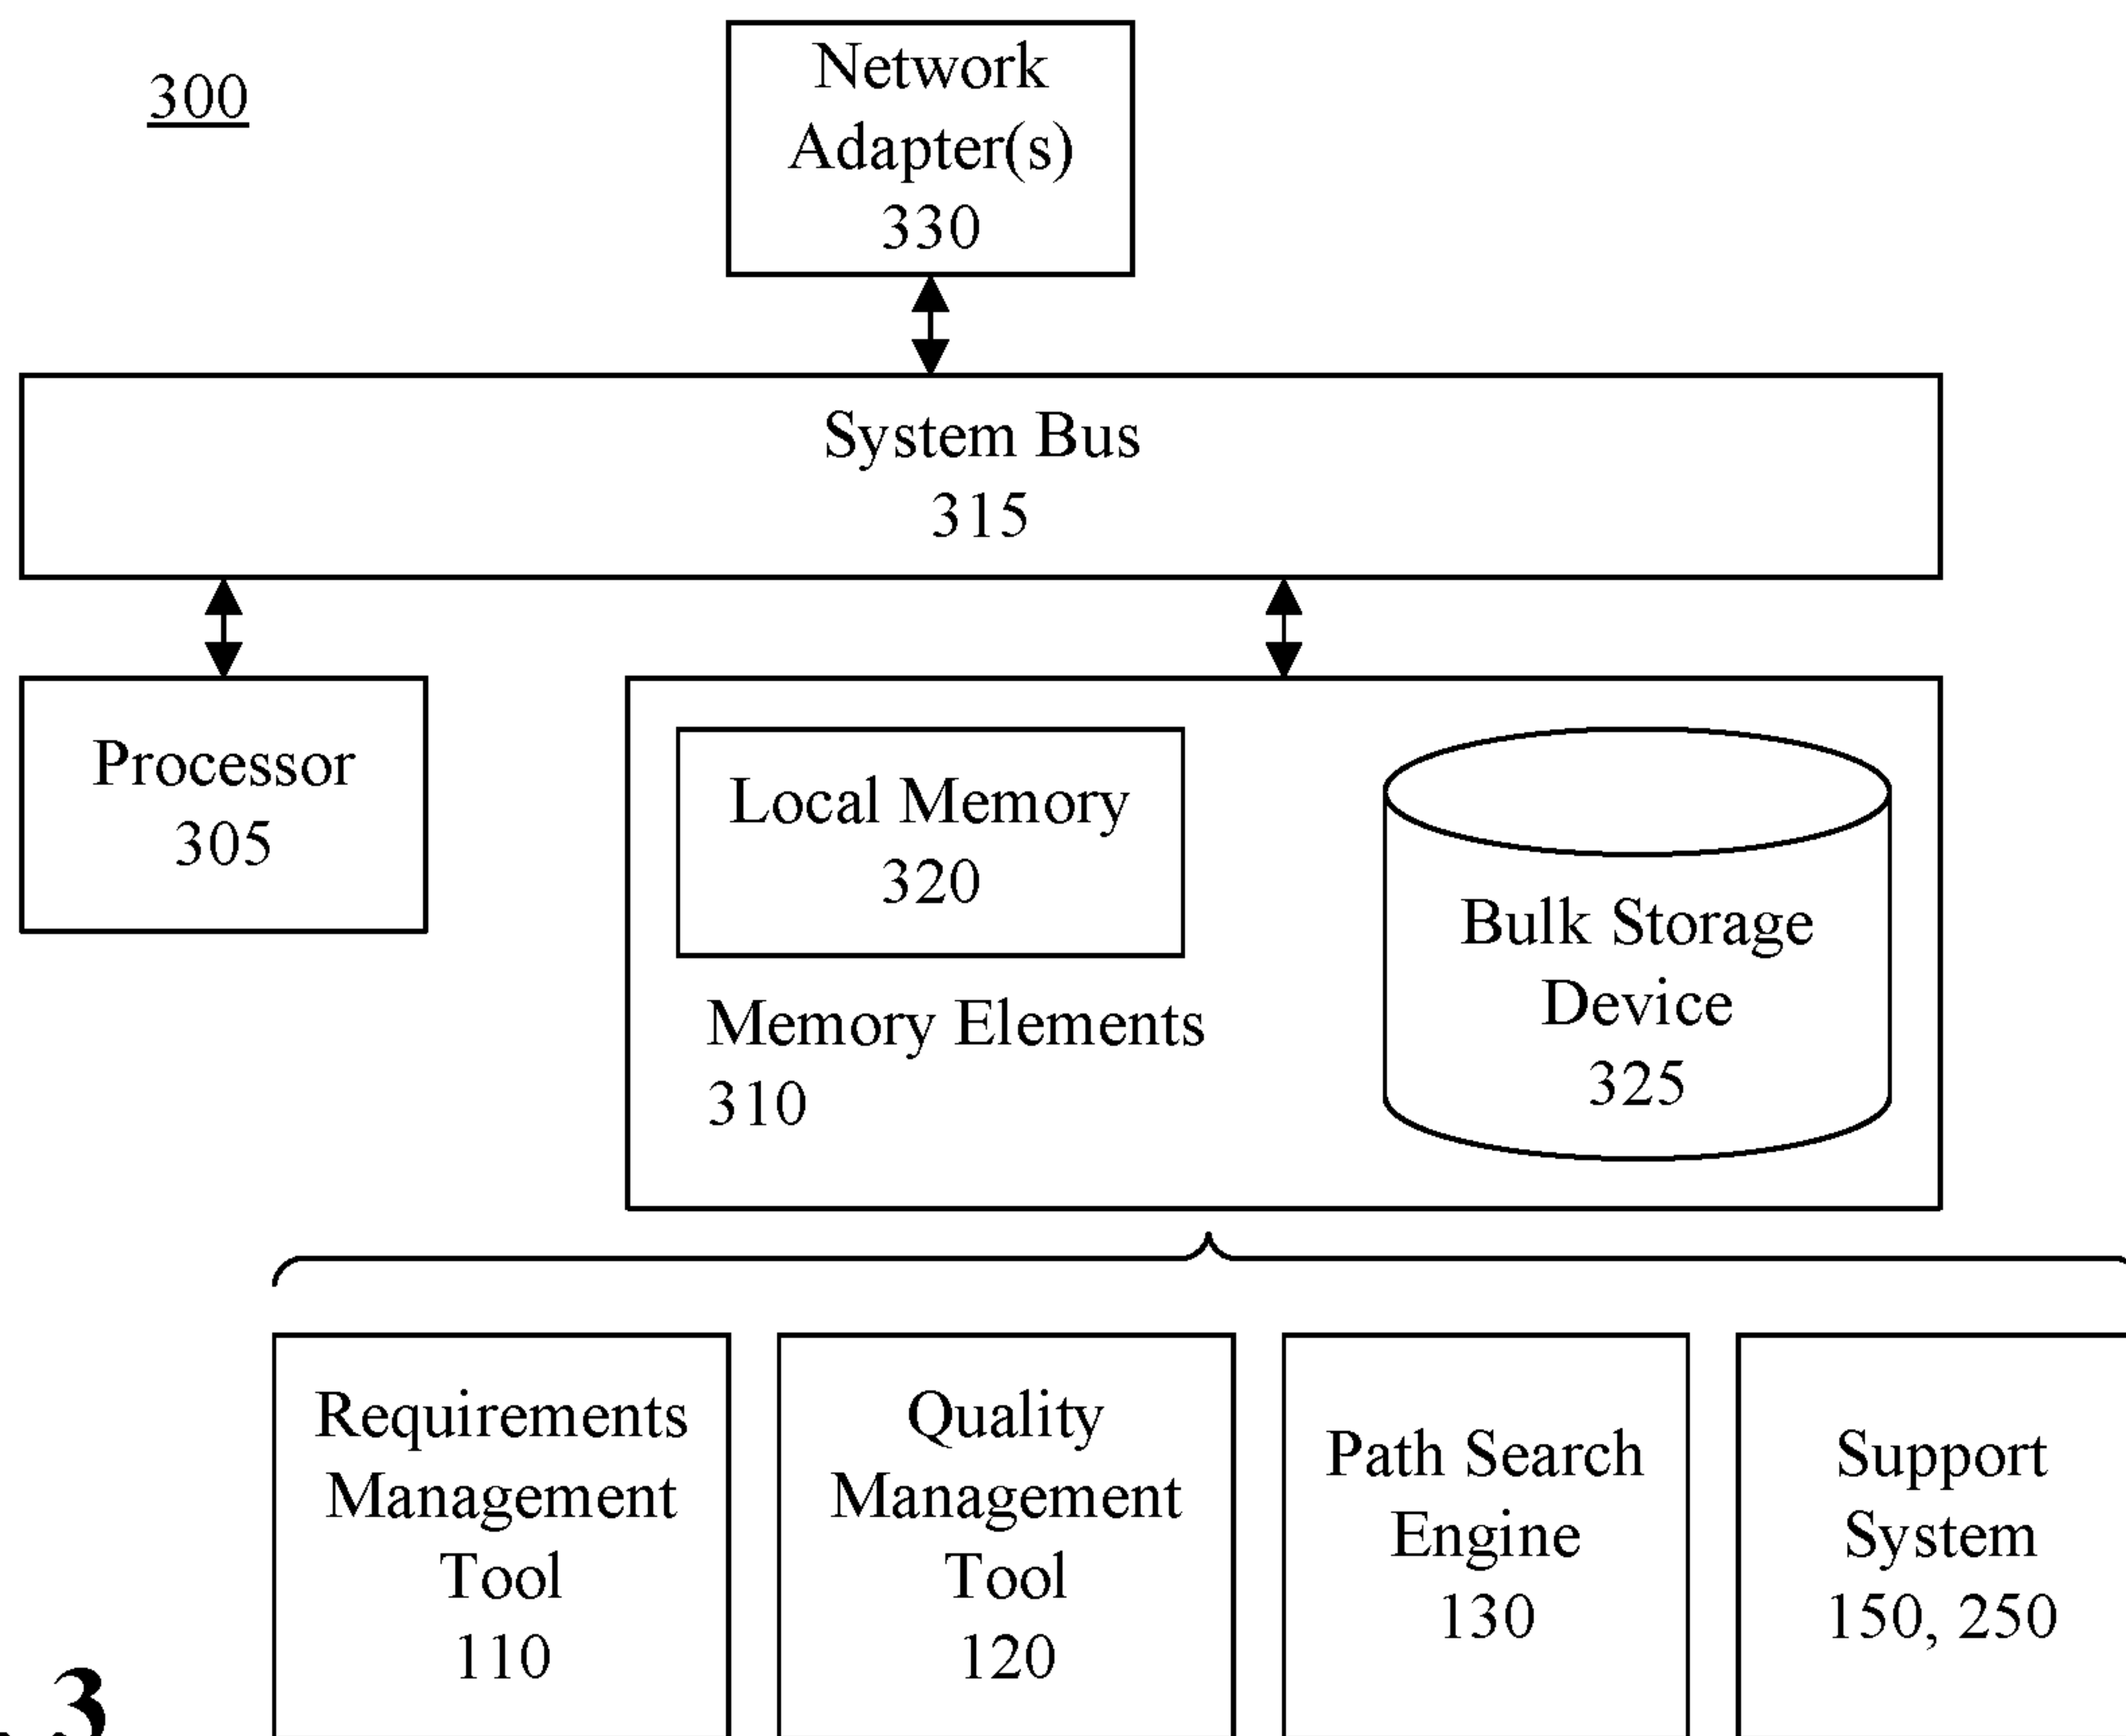 300
Network
Adapter(s)
330
System Bus
315
Processor
305
Local Memory
320
Memory Elements
310
Bulk Storage
Device
325
Requirements
Management
Tool
110
Quality
Management
Tool
120
Path Search
Engine
130
Support
System
150, 250
. 3